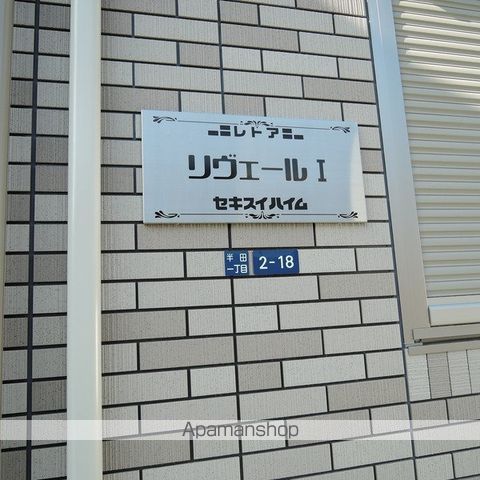 レトアニ
リヴェールⅠ
セキスイハイム
半田
一丁目
2-18
Apamanshop